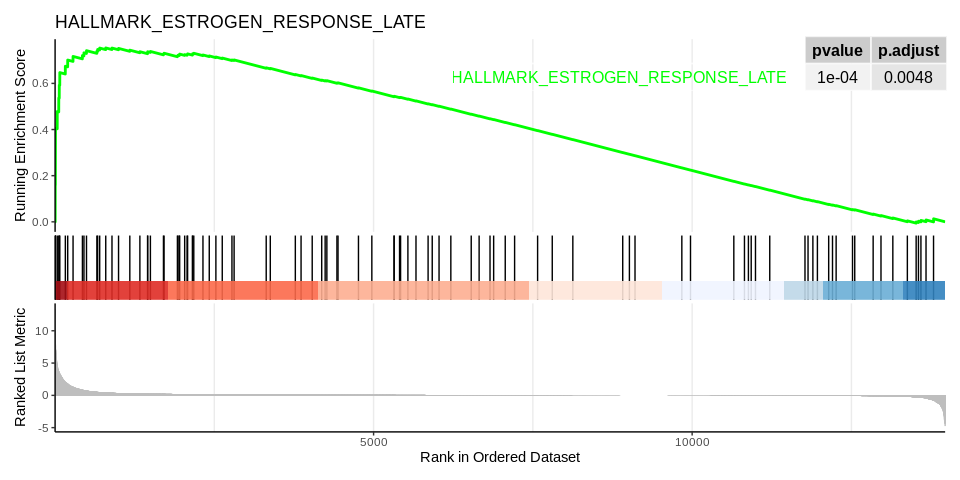 HALLMARK_ESTROGEN_RESPONSE_LATE
pvalue p.adjust
1e-04 0.0048
HALLMARK_ESTROGEN_RESPONSE_LATE
Running Enrichment Score
0.6
0.4
0.2
0.0
Ranked List Metric
10
5
0
-5
5000 10000
Rank in Ordered Dataset